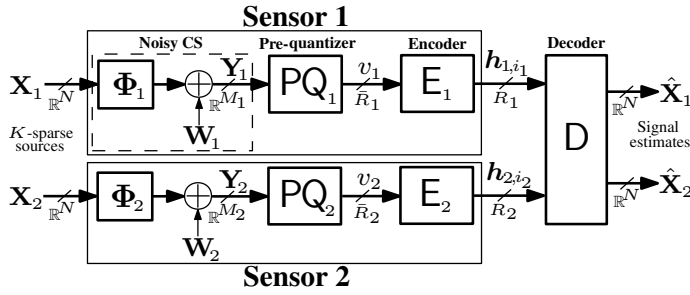 Sensor 1
Noisy CS Pre-quantizer Encoder Decoder
X₁ ℝᴺ Φ₁ ⊕ Y₁ ℝᴹ¹ PQ₁ v₁ R̄₁ E₁ h₁,ᵢ₁ R₁ ℝᴺ X̂₁
W₁
K-sparse
sources
D
Signal
estimates
X₂ ℝᴺ Φ₂ ⊕ Y₂ ℝᴹ² PQ₂ v₂ R̄₂ E₂ h₂,ᵢ₂ R₂ ℝᴺ X̂₂
W₂
Sensor 2